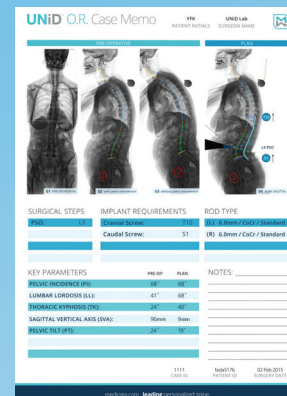 UNiD O.R. Case Memo
YFK
PATIENT INITIALS
UNiD Lab
SURGEON NAME
PRE-OPERATIVE
PLAN
L4 PSO
SURGICAL STEPS
PSO: L3
IMPLANT REQUIREMENTS
Cranial Screw: T10
Caudal Screw: S1
ROD TYPE
(L) 6.0mm / CoCr / Standard
(R) 6.0mm / CoCr / Standard
KEY PARAMETERS
PRE-OP PLAN
PELVIC INCIDENCE (PI): 68° 68°
LUMBAR LORDOSIS (LL): 41° 68°
THORACIC KYPHOSIS (TK): 24° 40°
SAGITTAL VERTICAL AXIS (SVA): 96mm 9mm
PELVIC TILT (PT): 24° 19°
NOTES:
1111
CASE ID
fada517b
PATIENT ID
02 Feb 2015
SURGERY DATE
medicrea.com leading personalized spine